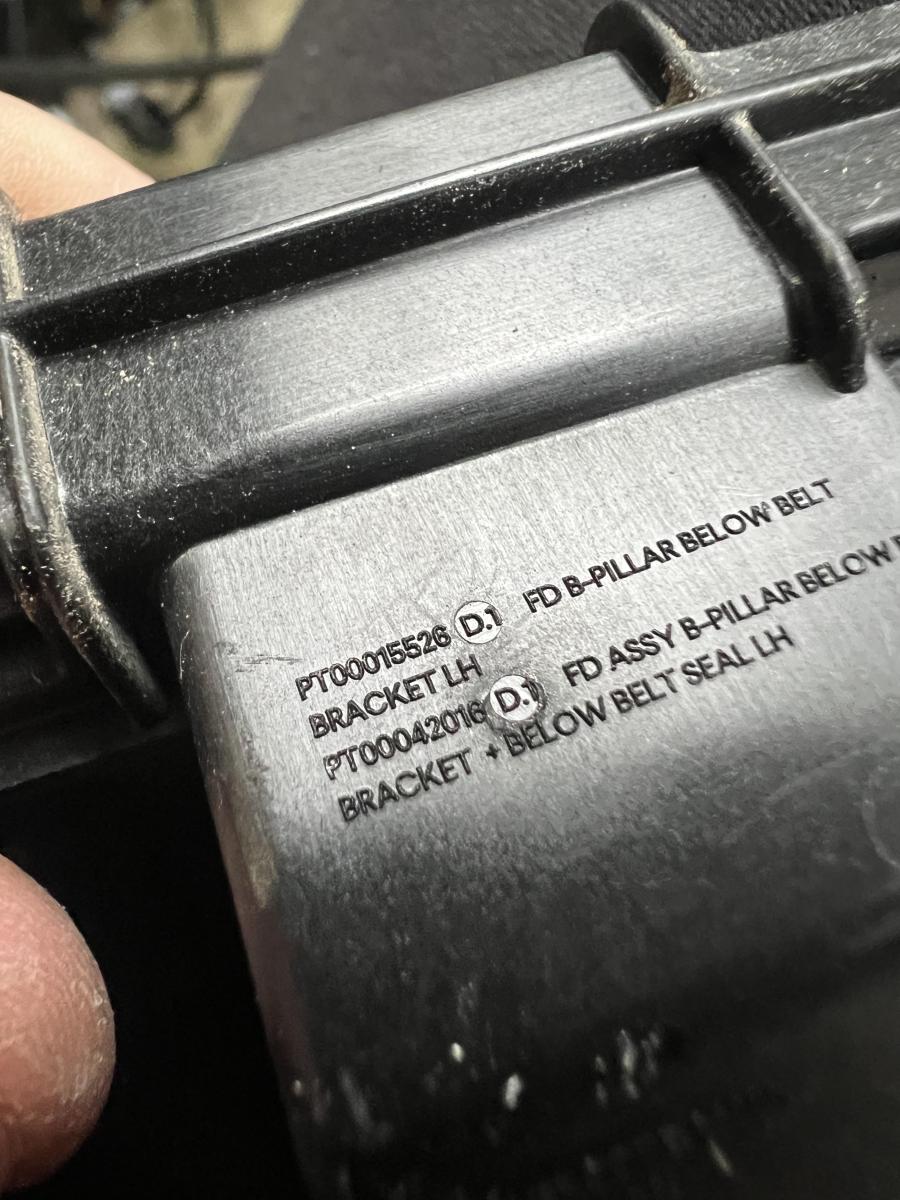 PT00015526 D.1 FD B-PILLAR BELOW BELT
BRACKET LH
PT00042016 D.1 FD ASSY B-PILLAR BELOW
BRACKET + BELOW BELT SEAL LH